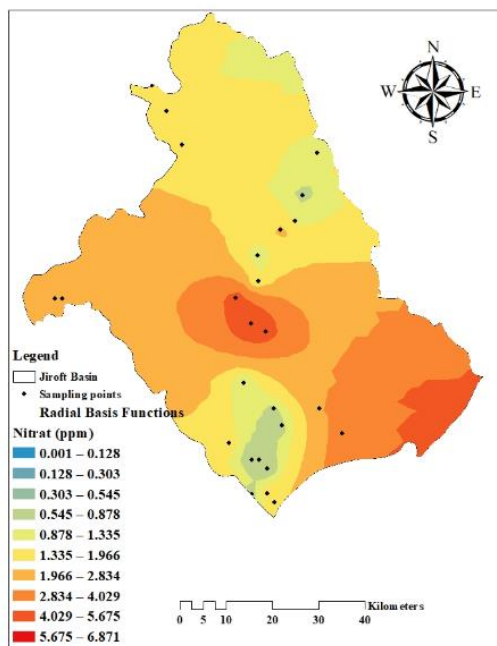 N
W E
S
Legend
Jiroft Basin
Sampling points
Radial Basis Functions
Nitrat (ppm)
0.001 – 0.128
0.128 – 0.303
0.303 – 0.545
0.545 – 0.878
0.878 – 1.335
1.335 – 1.966
1.966 – 2.834
2.834 – 4.029
4.029 – 5.675
5.675 – 6.871
Kilometers
0 5 10 20 30 40